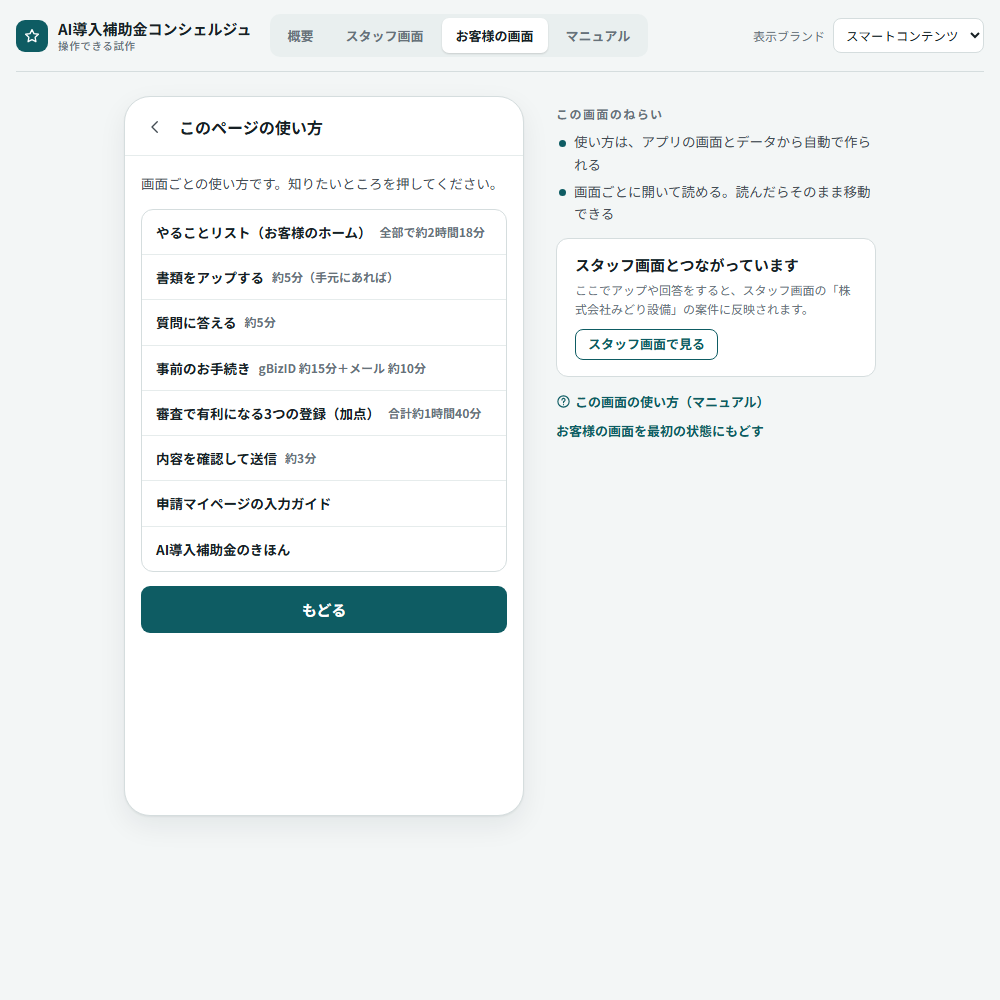 AI導入補助金コンシェルジュ
操作できる試作
概要
スタッフ画面
お客様の画面
マニュアル
表示ブランド
スマートコンテンツ
このページの使い方
画面ごとの使い方です。知りたいところを押してください。
やることリスト（お客様のホーム） 全部で約2時間18分
書類をアップする 約5分（手元にあれば）
質問に答える 約5分
事前のお手続き gBizID 約15分＋メール 約10分
審査で有利になる3つの登録（加点） 合計約1時間40分
内容を確認して送信 約3分
申請マイページの入力ガイド
AI導入補助金のきほん
もどる
この画面のねらい
使い方は、アプリの画面とデータから自動で作ら
れる
画面ごとに開いて読める。読んだらそのまま移動
できる
スタッフ画面とつながっています
ここでアップや回答をすると、スタッフ画面の「株
式会社みどり設備」の案件に反映されます。
スタッフ画面で見る
この画面の使い方（マニュアル）
お客様の画面を最初の状態にもどす